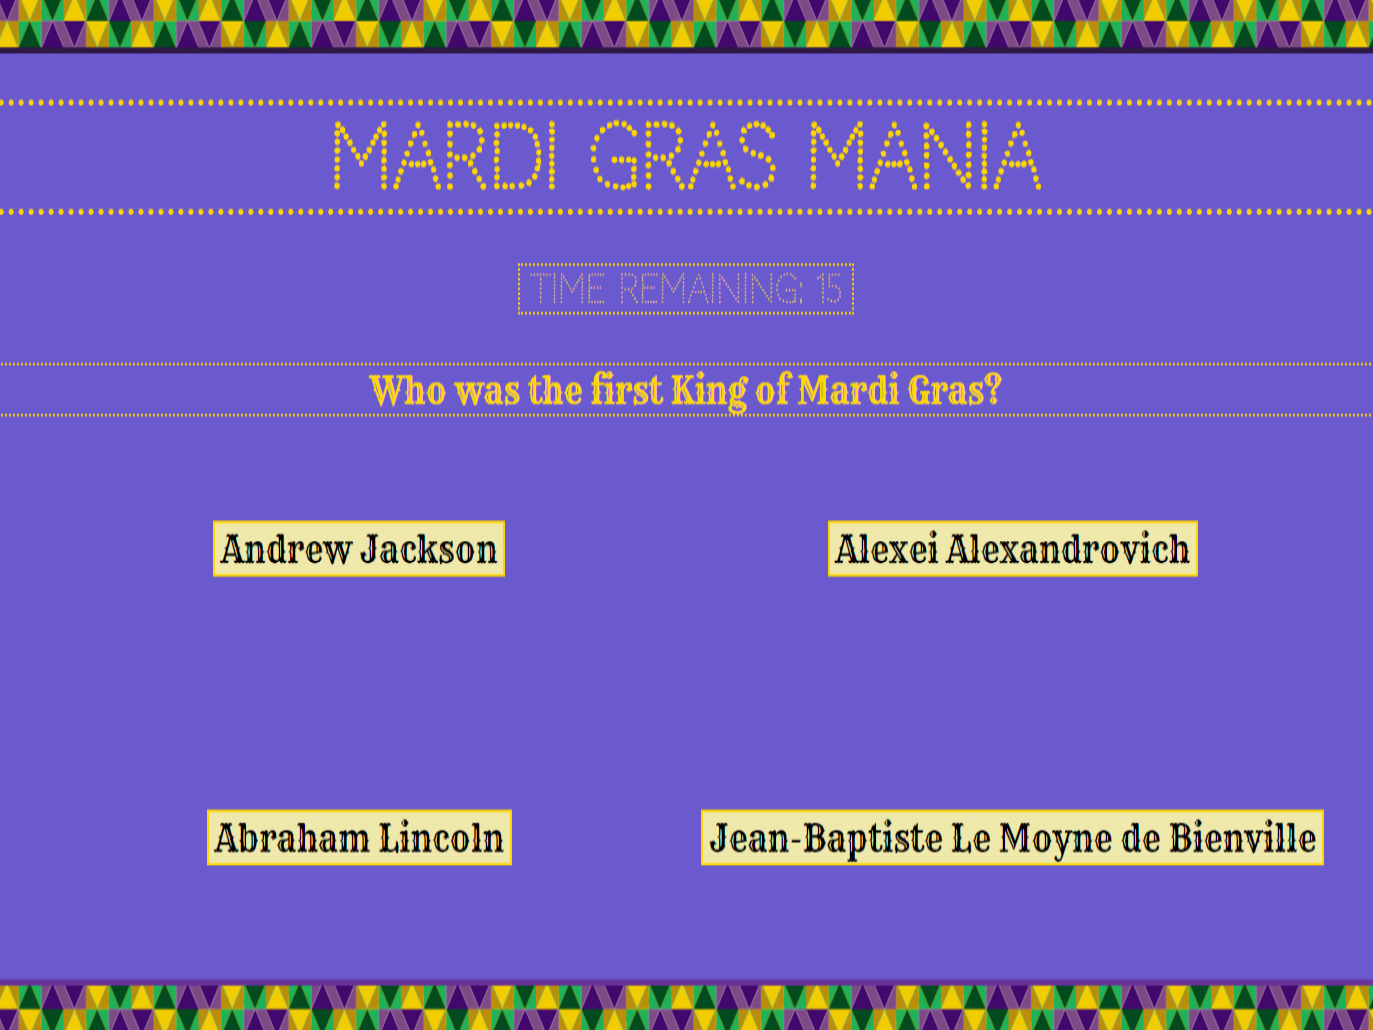 MARDI GRAS MANIA
TIME REMAINING: 15
Who was the first King of Mardi Gras?
Andrew Jackson
Alexei Alexandrovich
Abraham Lincoln
Jean-Baptiste Le Moyne de Bienville